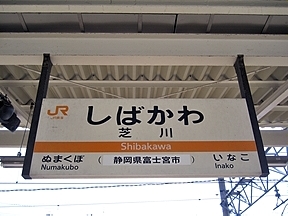 JR
しばかわ
芝川
Shibakawa
ぬまくぼ （静岡県富士宮市） いなこ
Numakubo Inako